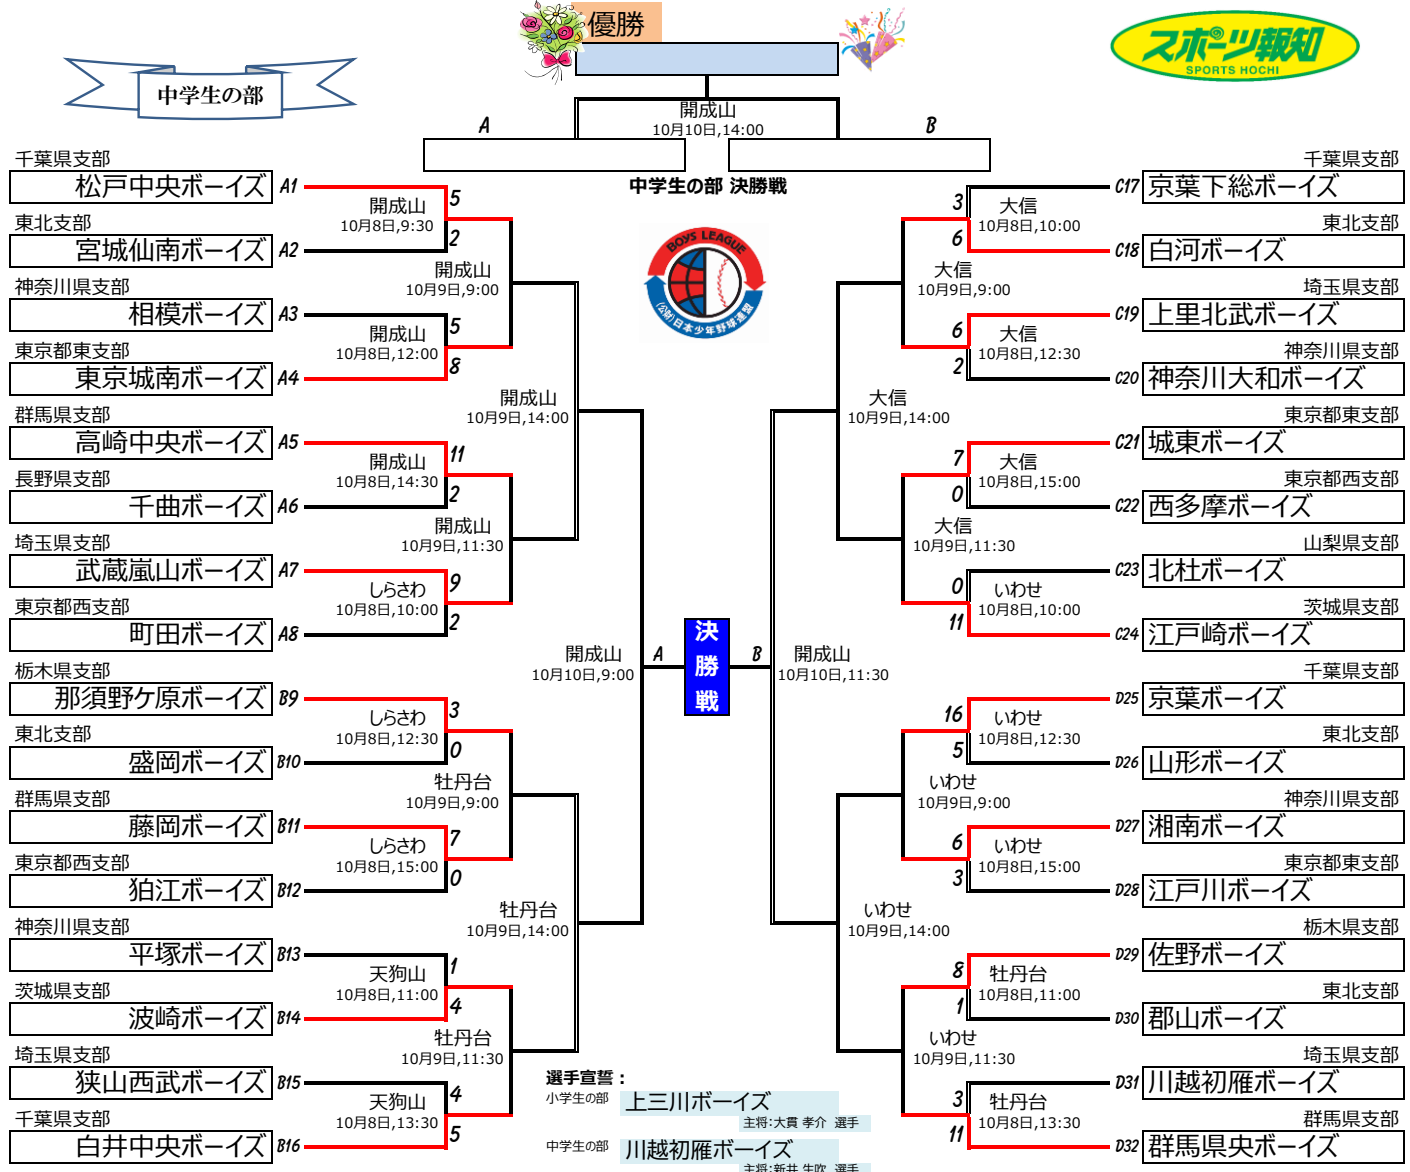 優勝
スポーツ報知
SPORTS HOCHI
中学生の部
開成山
10月10日,14:00
A
B
中学生の部 決勝戦
BOYS LEAGUE
(公財)日本少年野球連盟
千葉県支部
松戸中央ボーイズ A1
開成山
10月8日,9:30
5
2
東北支部
宮城仙南ボーイズ A2
開成山
10月9日,9:00
神奈川県支部
相模ボーイズ A3
開成山
10月8日,12:00
5
8
東京都東支部
東京城南ボーイズ A4
開成山
10月9日,14:00
群馬県支部
高崎中央ボーイズ A5
開成山
10月8日,14:30
11
2
長野県支部
千曲ボーイズ A6
開成山
10月9日,11:30
埼玉県支部
武蔵嵐山ボーイズ A7
しらさわ
10月8日,10:00
9
2
東京都西支部
町田ボーイズ A8
開成山
10月10日,9:00
A
栃木県支部
那須野ケ原ボーイズ B9
しらさわ
10月8日,12:30
3
0
東北支部
盛岡ボーイズ B10
牡丹台
10月9日,9:00
群馬県支部
藤岡ボーイズ B11
しらさわ
10月8日,15:00
7
0
東京都西支部
狛江ボーイズ B12
牡丹台
10月9日,14:00
神奈川県支部
平塚ボーイズ B13
天狗山
10月8日,11:00
1
4
茨城県支部
波崎ボーイズ B14
牡丹台
10月9日,11:30
埼玉県支部
狭山西武ボーイズ B15
天狗山
10月8日,13:30
4
5
千葉県支部
白井中央ボーイズ B16
決
勝
戦
千葉県支部
C17 京葉下総ボーイズ
3
6
大信
10月8日,10:00
東北支部
C18 白河ボーイズ
大信
10月9日,9:00
埼玉県支部
C19 上里北武ボーイズ
6
2
大信
10月8日,12:30
神奈川県支部
C20 神奈川大和ボーイズ
大信
10月9日,14:00
東京都東支部
C21 城東ボーイズ
7
0
大信
10月8日,15:00
東京都西支部
C22 西多摩ボーイズ
大信
10月9日,11:30
山梨県支部
C23 北杜ボーイズ
0
11
いわせ
10月8日,10:00
茨城県支部
C24 江戸崎ボーイズ
B
開成山
10月10日,11:30
千葉県支部
D25 京葉ボーイズ
16
5
いわせ
10月8日,12:30
東北支部
D26 山形ボーイズ
いわせ
10月9日,9:00
神奈川県支部
D27 湘南ボーイズ
6
3
いわせ
10月8日,15:00
東京都東支部
D28 江戸川ボーイズ
いわせ
10月9日,14:00
栃木県支部
D29 佐野ボーイズ
8
1
牡丹台
10月8日,11:00
東北支部
D30 郡山ボーイズ
いわせ
10月9日,11:30
埼玉県支部
D31 川越初雁ボーイズ
3
11
牡丹台
10月8日,13:30
群馬県支部
D32 群馬県央ボーイズ
選手宣誓：
小学生の部 上三川ボーイズ
主将:大貫 孝介 選手
中学生の部 川越初雁ボーイズ
主将:新井 生吹 選手